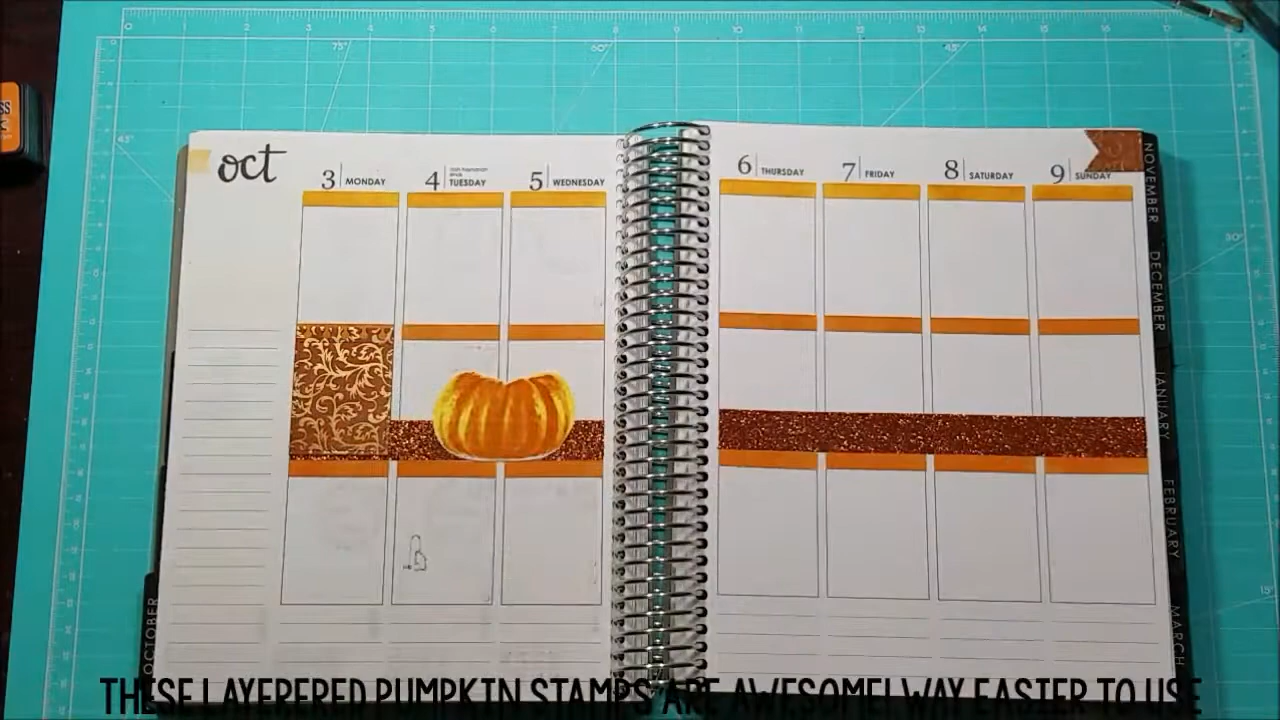 oct
3 MONDAY
4 TUESDAY
5 WEDNESDAY
6 THURSDAY
7 FRIDAY
8 SATURDAY
9 SUNDAY
NOVEMBER
DECEMBER
JANUARY
FEBRUARY
MARCH
OCTOBER
THESE LAYERERED PUMPKIN STAMPS ARE AWESOME! WAY EASIER TO USE